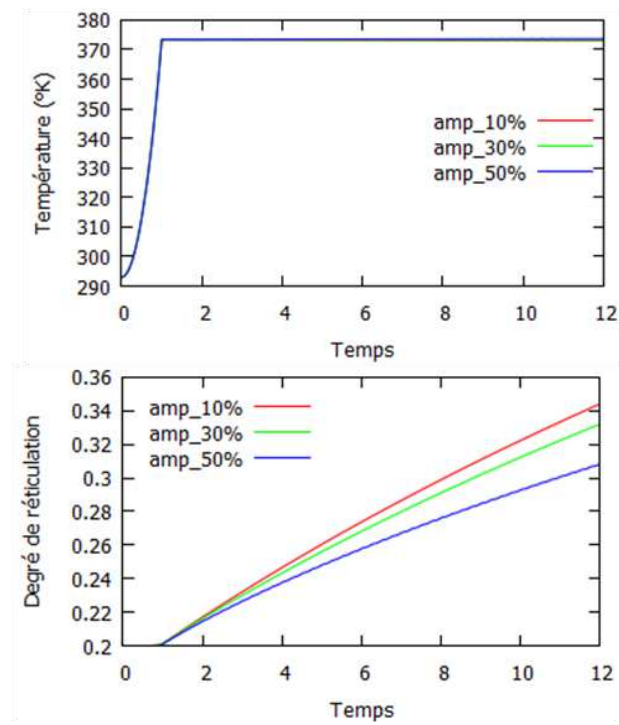 380
370
360
350
340
330
320
310
300
290
Température (°K)
amp_10%
amp_30%
amp_50%
0 2 4 6 8 10 12
Temps
0.36
0.34
0.32
0.3
0.28
0.26
0.24
0.22
0.2
Degré de réticulation
amp_10%
amp_30%
amp_50%
0 2 4 6 8 10 12
Temps